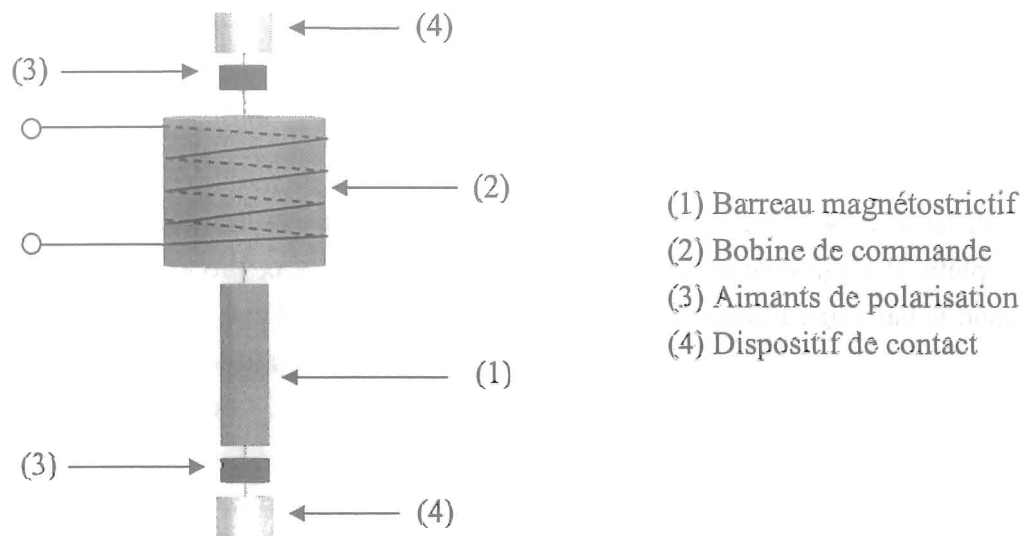 (4)
(3)
(2)
(1) Barreau magnétostrictif
(2) Bobine de commande
(3) Aimants de polarisation
(4) Dispositif de contact
(1)
(3)
(4)